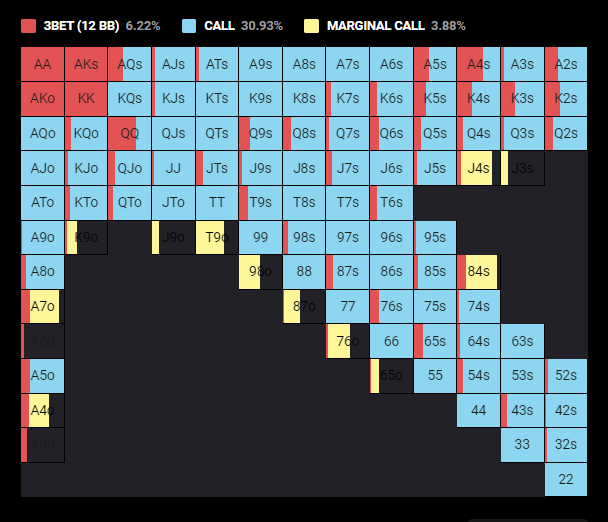 3BET (12 BB) 6.22% CALL 30.93% MARGINAL CALL 3.88%
AA AKs AQs AJs ATs A9s A8s A7s A6s A5s A4s A3s A2s
AKo KK KQs KJs KTs K9s K8s K7s K6s K5s K4s K3s K2s
AQo KQo QQ QJs QTs Q9s Q8s Q7s Q6s Q5s Q4s Q3s Q2s
AJo KJo QJo JJ JTs J9s J8s J7s J6s J5s J4s J3s
ATo KTo QTo JTo TT T9s T8s T7s T6s
A9o K9o J9o T9o 99 98s 97s 96s 95s
A8o 98o 88 87s 86s 85s 84s
A7o 87o 77 76s 75s 74s
A6o 76o 66 65s 64s 63s
A5o 65o 55 54s 53s 52s
A4o 44 43s 42s
A3o 33 32s
22